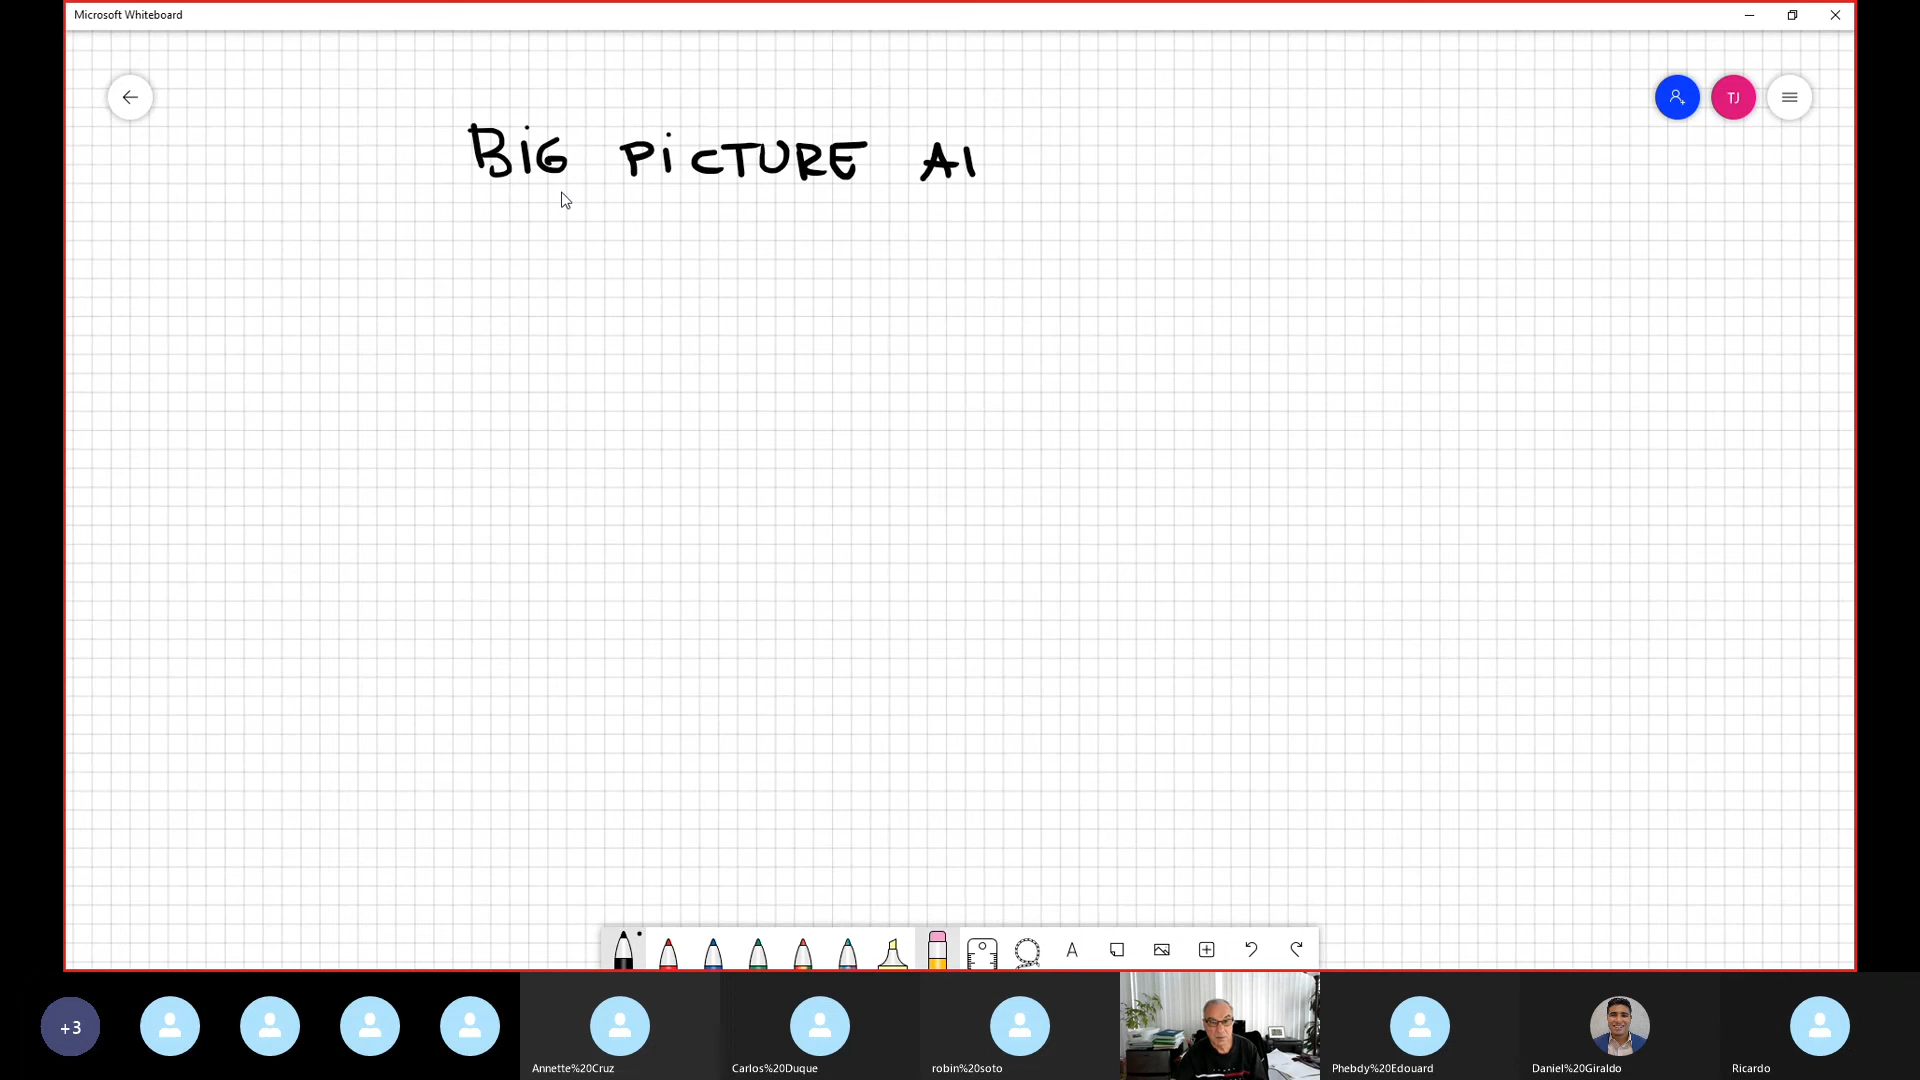 Microsoft Whiteboard
TJ
BiG PiCTURE AI
A
+3
Annette%20Cruz
Carlos%20Duque
robin%20soto
Phebdy%20Edouard
Daniel%20Giraldo
Ricardo